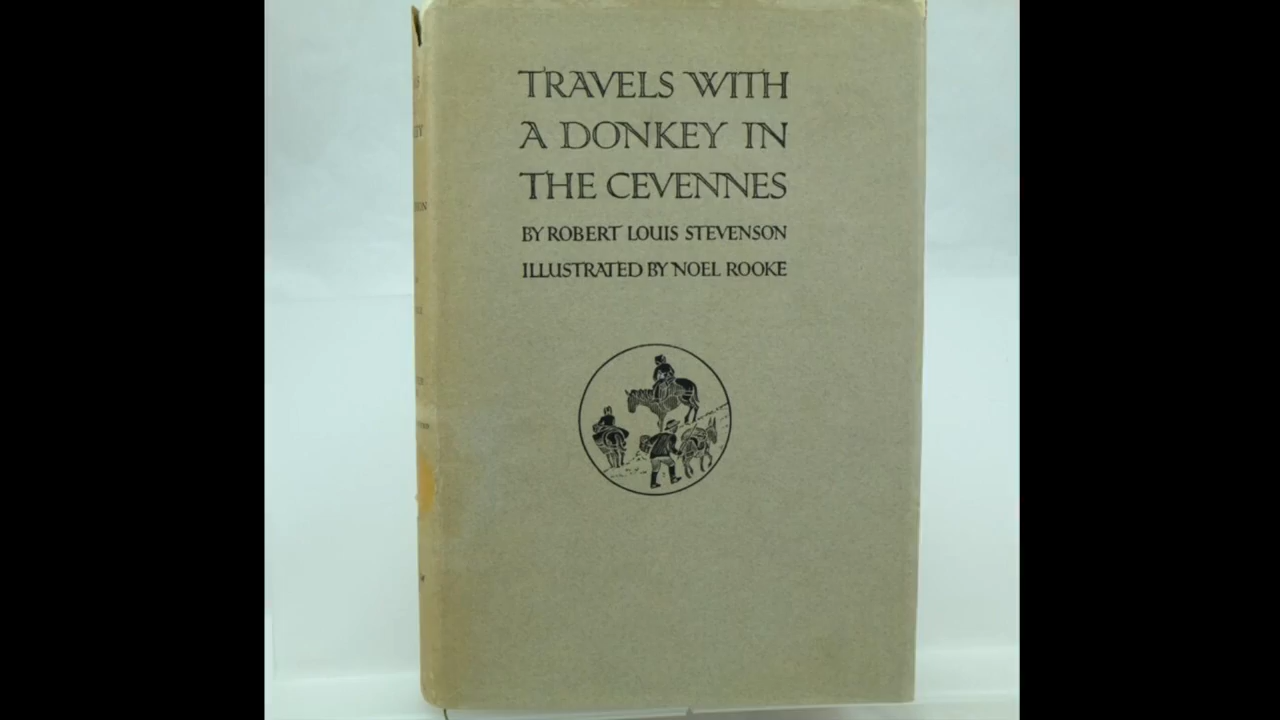 TRAVELS WITH
A DONKEY IN
THE CEVENNES
BY ROBERT LOUIS STEVENSON
ILLUSTRATED BY NOEL ROOKE